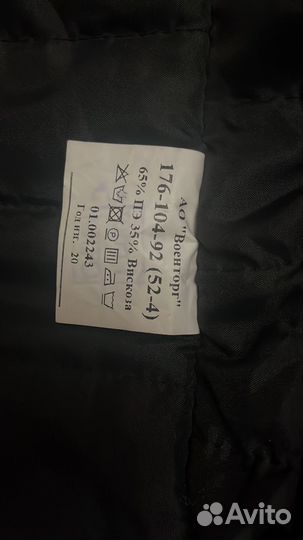 АО "Военторг"
176-104-92 (52-4)
65% ПЭ 35% Вискоза
01.002243
Год изг. 20
Avito